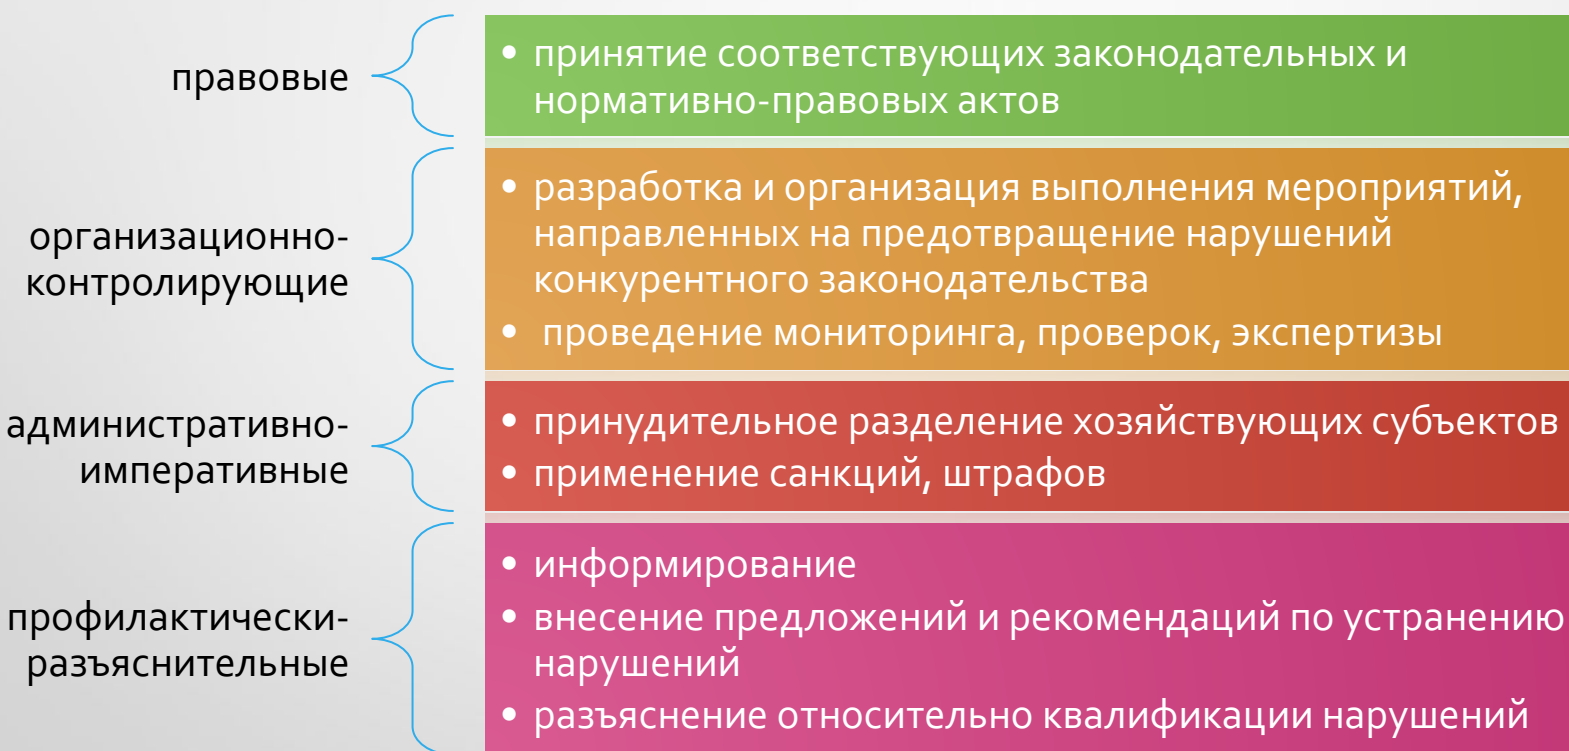 правовые
• принятие соответствующих законодательных и
нормативно-правовых актов
организационно-
контролирующие
• разработка и организация выполнения мероприятий,
направленных на предотвращение нарушений
конкурентного законодательства
• проведение мониторинга, проверок, экспертизы
административно-
императивные
• принудительное разделение хозяйствующих субъектов
• применение санкций, штрафов
профилактически-
разъяснительные
• информирование
• внесение предложений и рекомендаций по устранению
нарушений
• разъяснение относительно квалификации нарушений